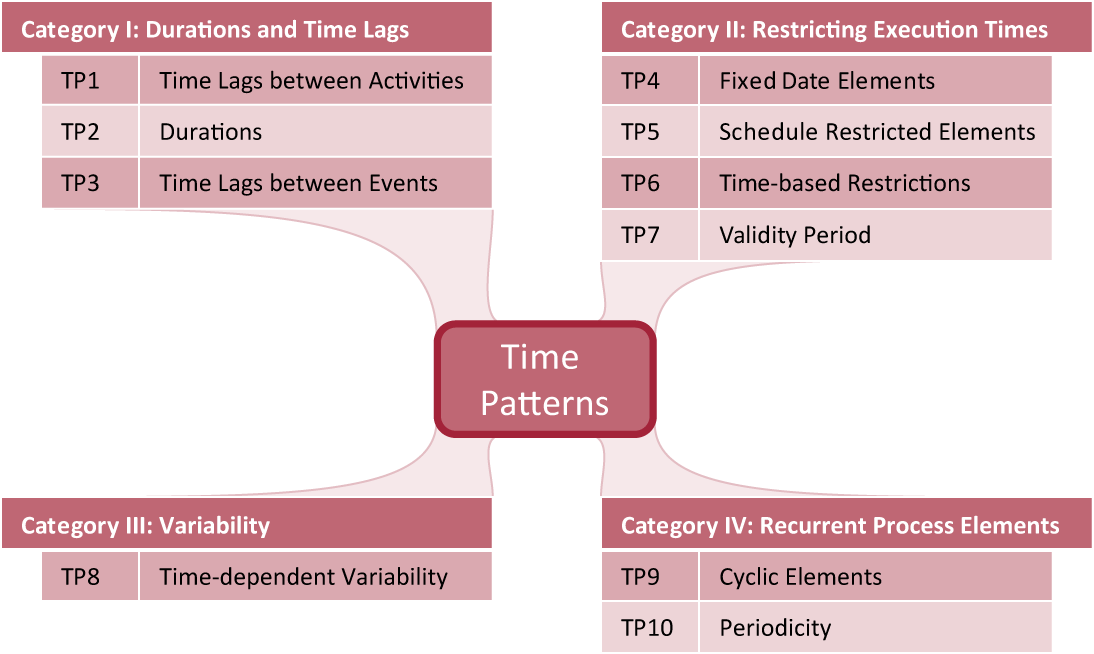 Category I: Durations and Time Lags
TP1 Time Lags between Activities
TP2 Durations
TP3 Time Lags between Events
Category II: Restricting Execution Times
TP4 Fixed Date Elements
TP5 Schedule Restricted Elements
TP6 Time-based Restrictions
TP7 Validity Period
Time
Patterns
Category III: Variability
TP8 Time-dependent Variability
Category IV: Recurrent Process Elements
TP9 Cyclic Elements
TP10 Periodicity